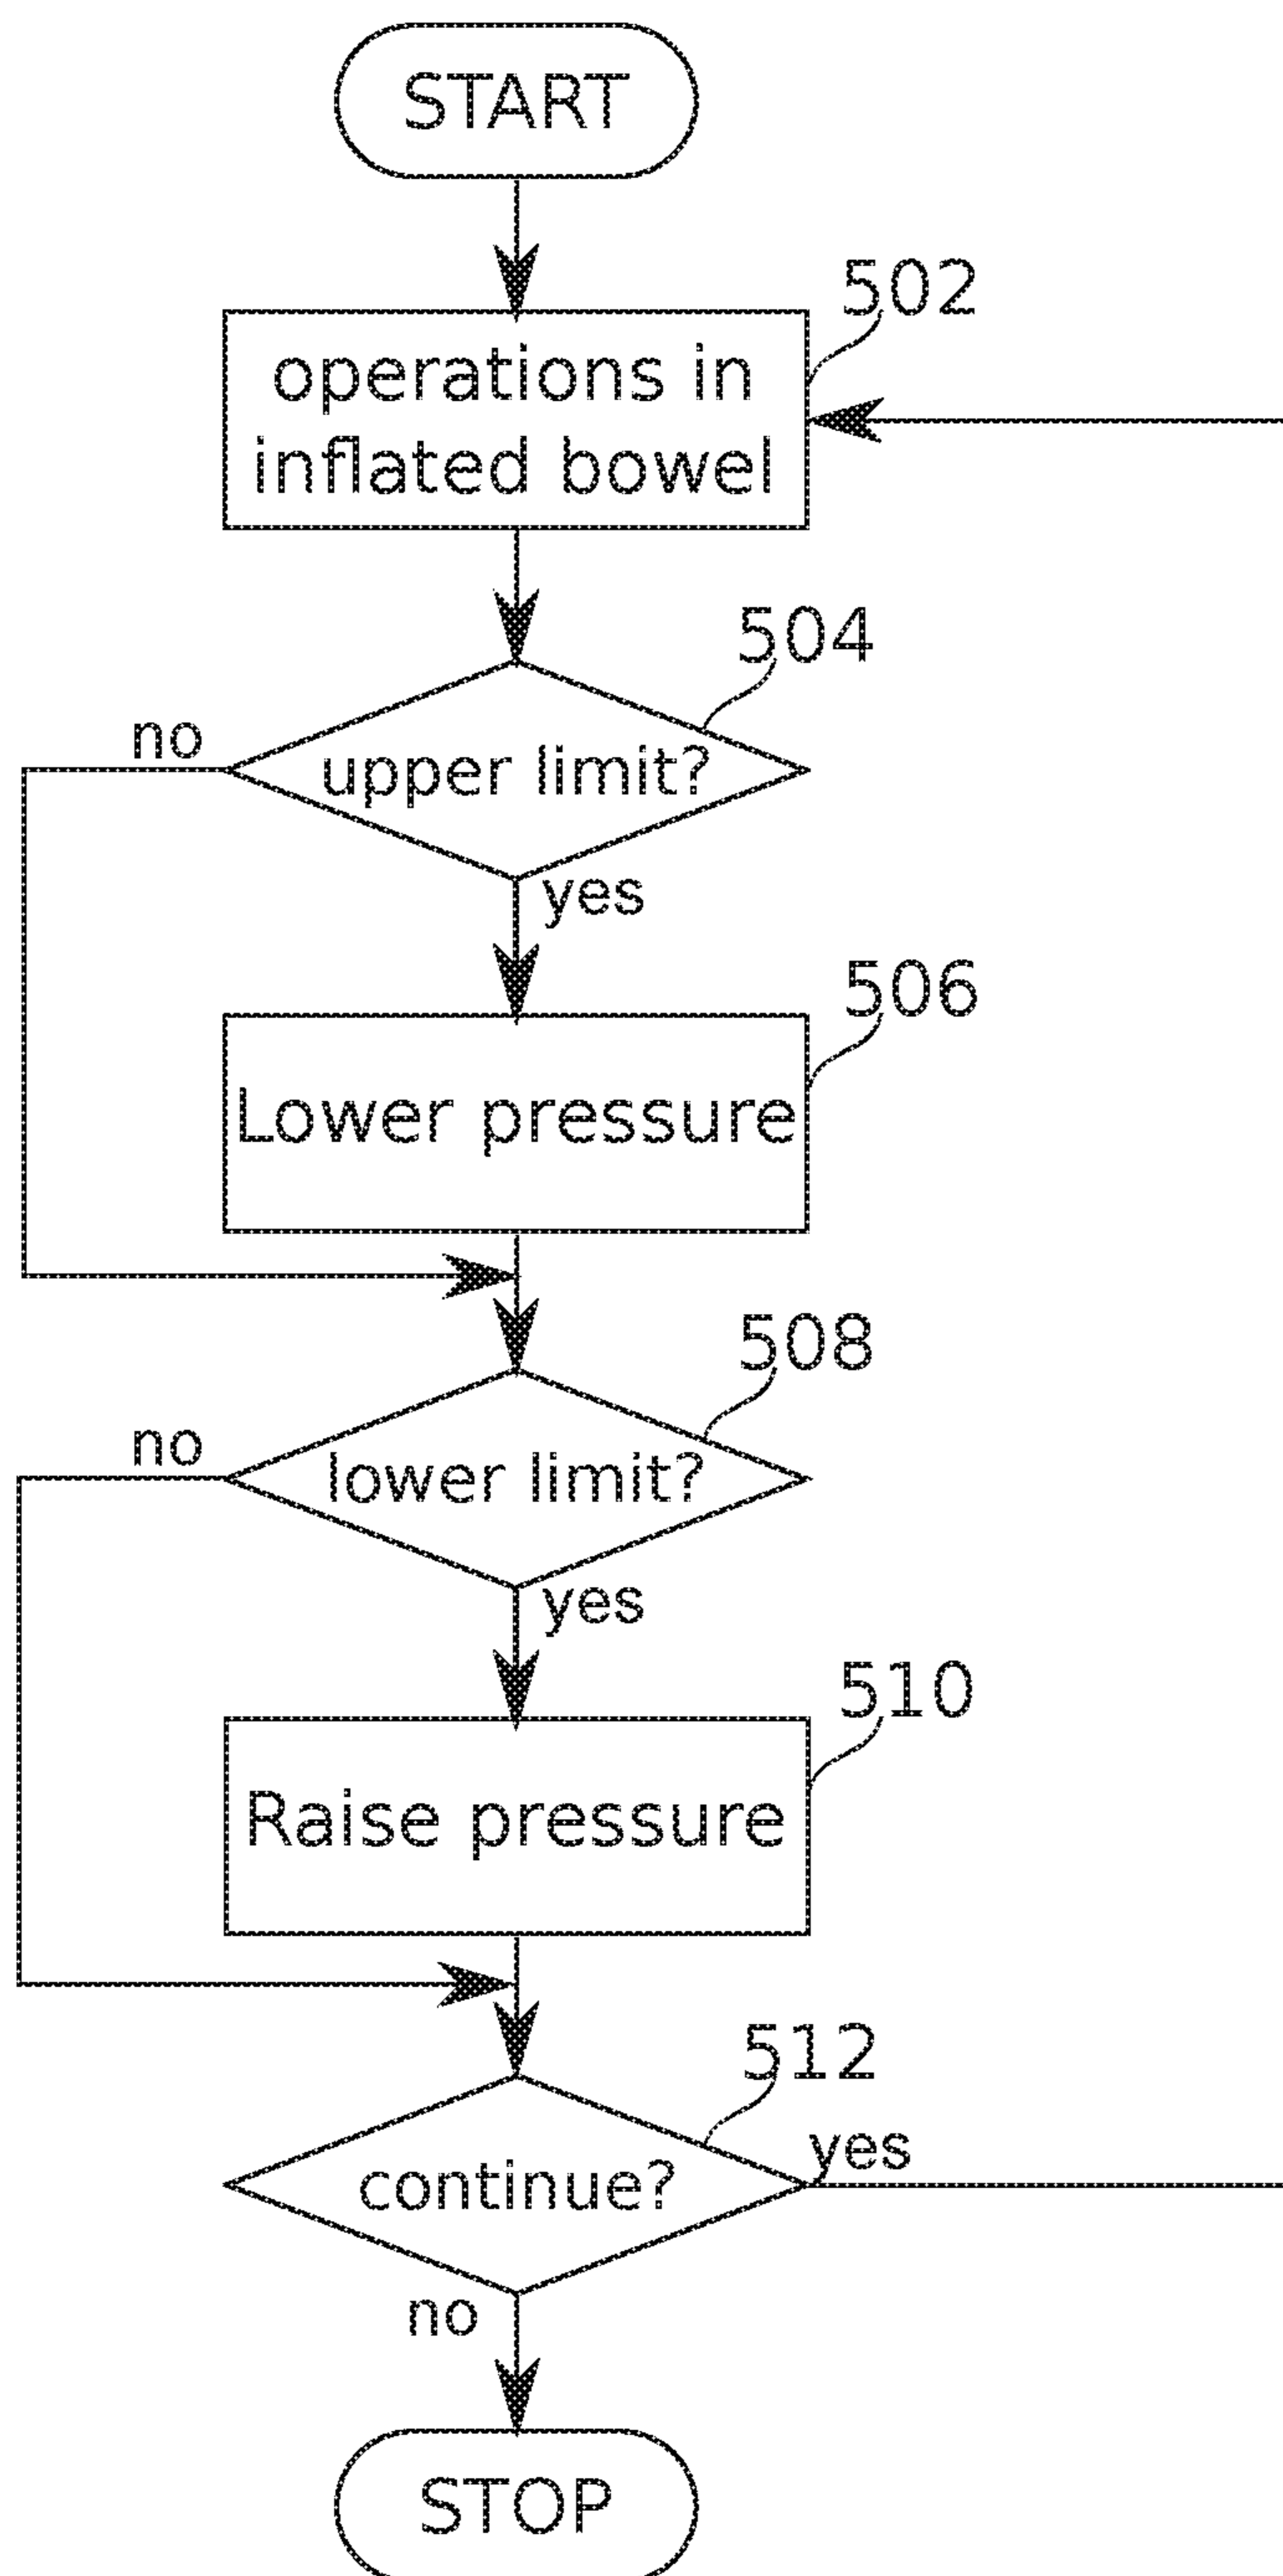 START
502
operations in
inflated bowel
504
no
upper limit?
yes
506
Lower pressure
508
no
lower limit?
yes
510
Raise pressure
512
yes
continue?
no
STOP